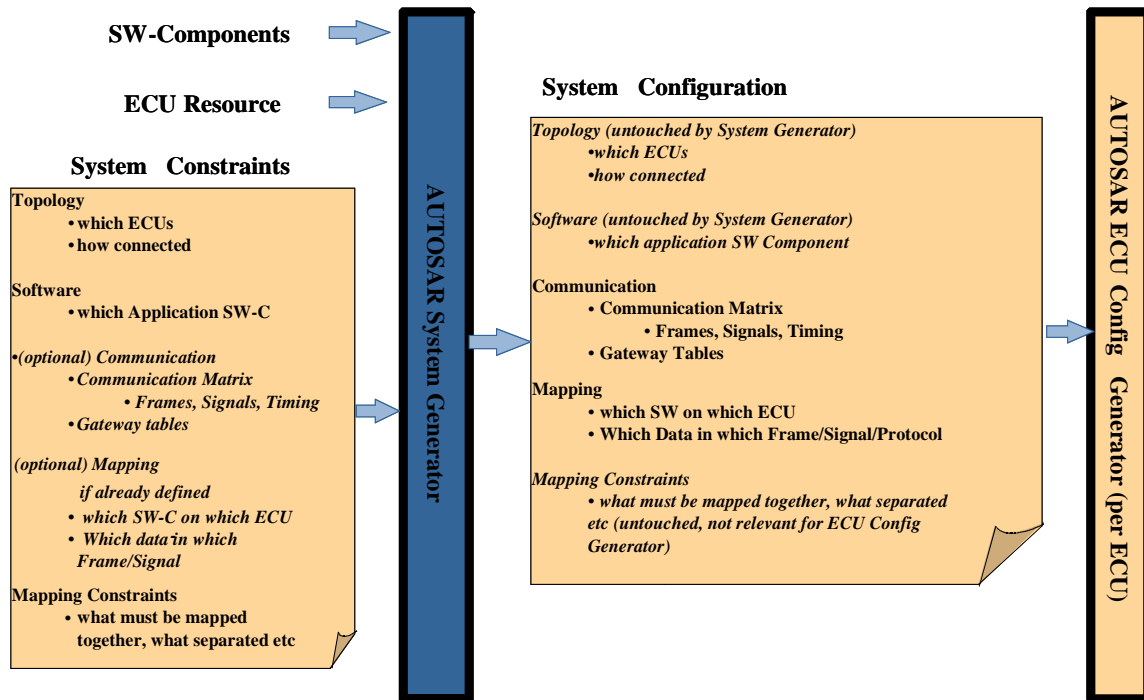 SW-Components
ECU Resource
System Constraints
Topology
• which ECUs
• how connected
Software
• which Application SW-C
•(optional) Communication
• Communication Matrix
• Frames, Signals, Timing
• Gateway tables
(optional) Mapping
if already defined
• which SW-C on which ECU
• Which data in which
Frame/Signal
Mapping Constraints
• what must be mapped
together, what separated etc
AUTOSAR System Generator
System Configuration
Topology (untouched by System Generator)
•which ECUs
•how connected
Software (untouched by System Generator)
•which application SW Component
Communication
• Communication Matrix
• Frames, Signals, Timing
• Gateway Tables
Mapping
• which SW on which ECU
• Which Data in which Frame/Signal/Protocol
Mapping Constraints
• what must be mapped together, what separated
etc (untouched, not relevant for ECU Config
Generator)
AUTOSAR ECU Config Generator (per ECU)